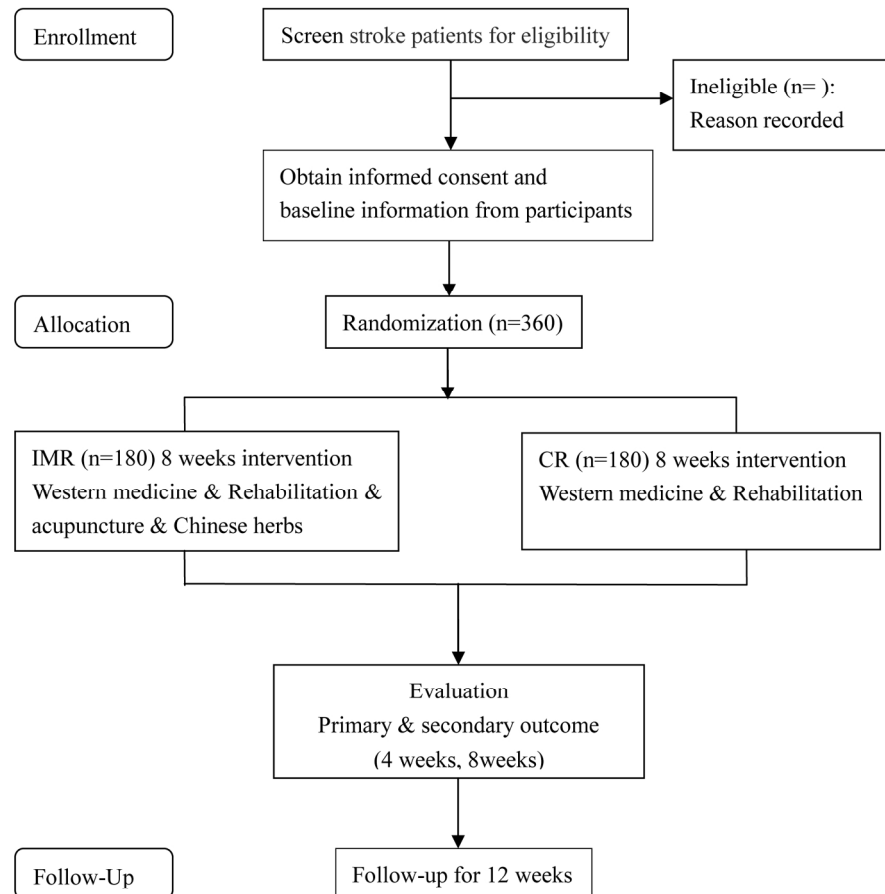 Enrollment
Screen stroke patients for eligibility
Ineligible (n= ):
Reason recorded
Obtain informed consent and
baseline information from participants
Allocation
Randomization (n=360)
IMR (n=180) 8 weeks intervention
Western medicine & Rehabilitation &
acupuncture & Chinese herbs
CR (n=180) 8 weeks intervention
Western medicine & Rehabilitation
Evaluation
Primary & secondary outcome
(4 weeks, 8weeks)
Follow-Up
Follow-up for 12 weeks